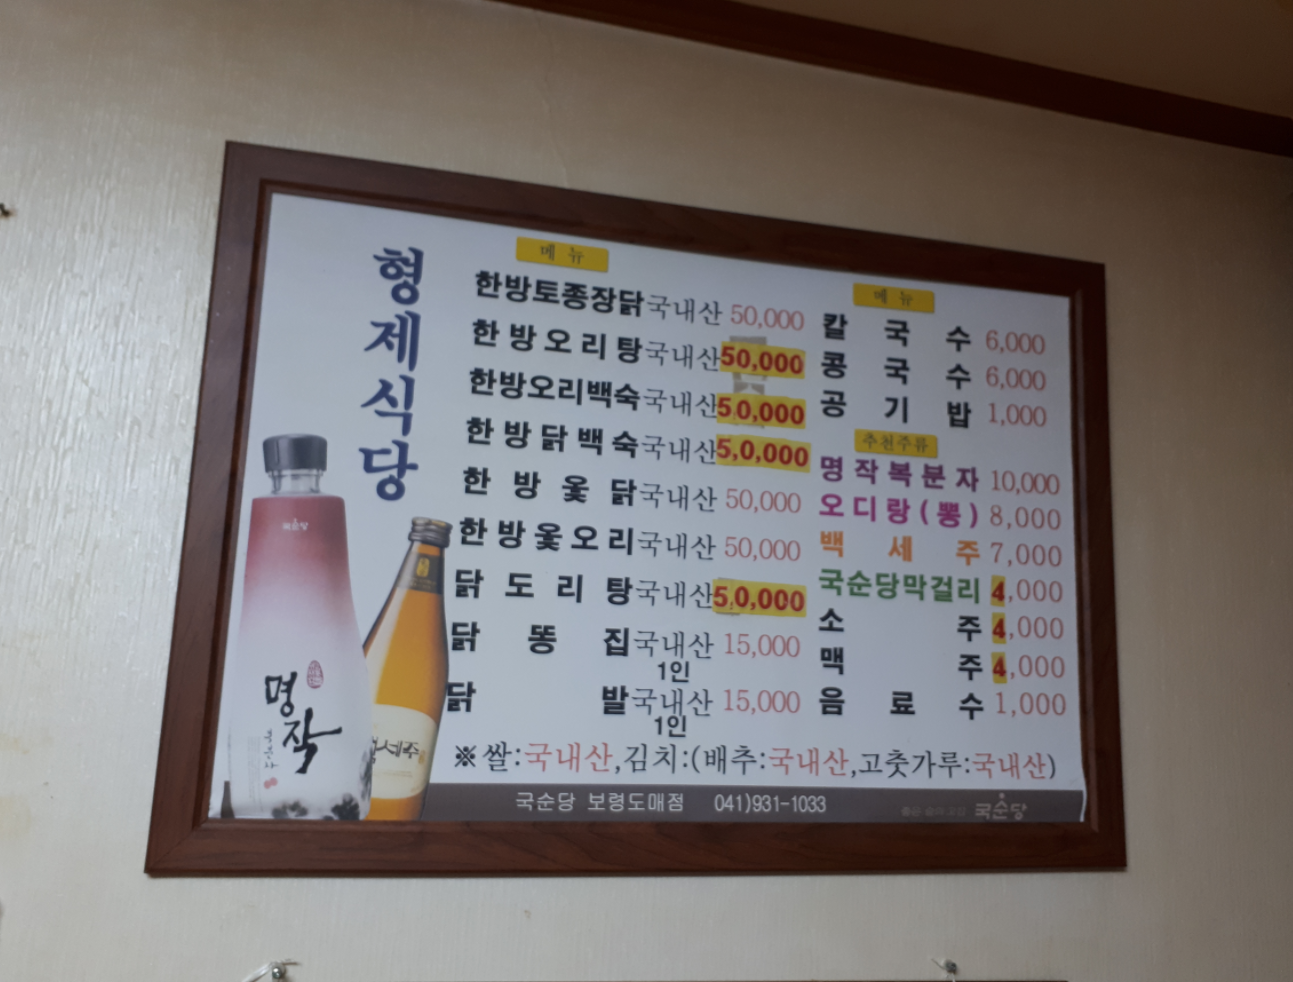 형제식당
메뉴
한방토종장닭 국내산 50,000
한방오리탕 국내산 50,000
한방오리백숙 국내산 50,000
한방닭백숙 국내산 5,0,000
한방옻닭 국내산 50,000
한방옻오리 국내산 50,000
닭도리탕 국내산 5,0,000
닭똥집 국내산 15,000
1인
닭발 국내산 15,000
1인
메뉴
칼국수 6,000
콩국수 6,000
공기밥 1,000
추천주류
명작복분자 10,000
오디랑(뽕) 8,000
백세주 7,000
국순당막걸리 4,000
소주 4,000
맥주 4,000
음료수 1,000
※쌀:국내산,김치:(배추:국내산,고춧가루:국내산)
국순당 보령도매점 041)931-1033
국순당
국순당
명작
복분자
세주